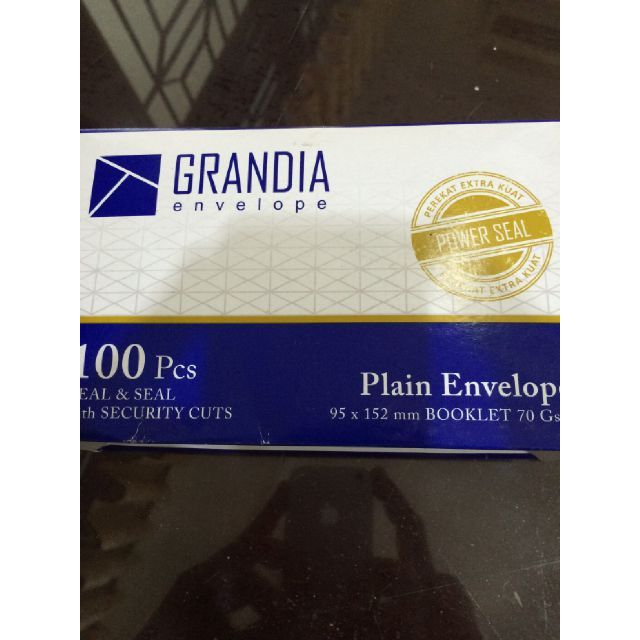 GRANDIA
envelope
PEREKAT EXTRA KUAT
POWER SEAL
PEREKAT EXTRA KUAT
100 Pcs
EAL & SEAL
th SECURITY CUTS
Plain Envelop
95 x 152 mm BOOKLET 70 Gs